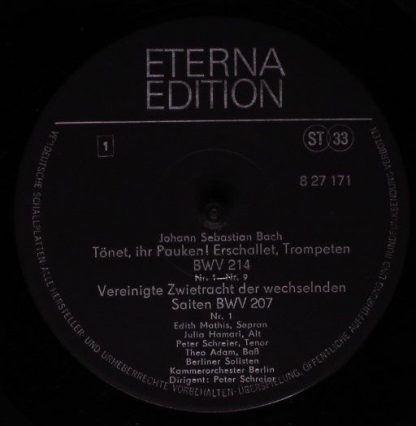 ETERNA
EDITION
1
ST 33
8 27 171
Johann Sebastian Bach
Tönet, ihr Pauken! Erschallet, Trompeten
BWV 214
Nr. 1—Nr. 9
Vereinigte Zwietracht der wechselnden
Saiten BWV 207
Nr. 1
Edith Mathis, Sopran
Julia Hamari, Alt
Peter Schreier, Tenor
Theo Adam, Baß
Berliner Solisten
Kammerorchester Berlin
Dirigent: Peter Schreier
DEUTSCHE SCHALLPLATTEN ALLE HERSTELLER- UND URHEBERRECHTE VORBEHALTEN · ÜBERSPIELUNG, ÖFFENTLICHE AUFFÜHRUNG UND RUNDFUNKSENDUNG VERBOTEN